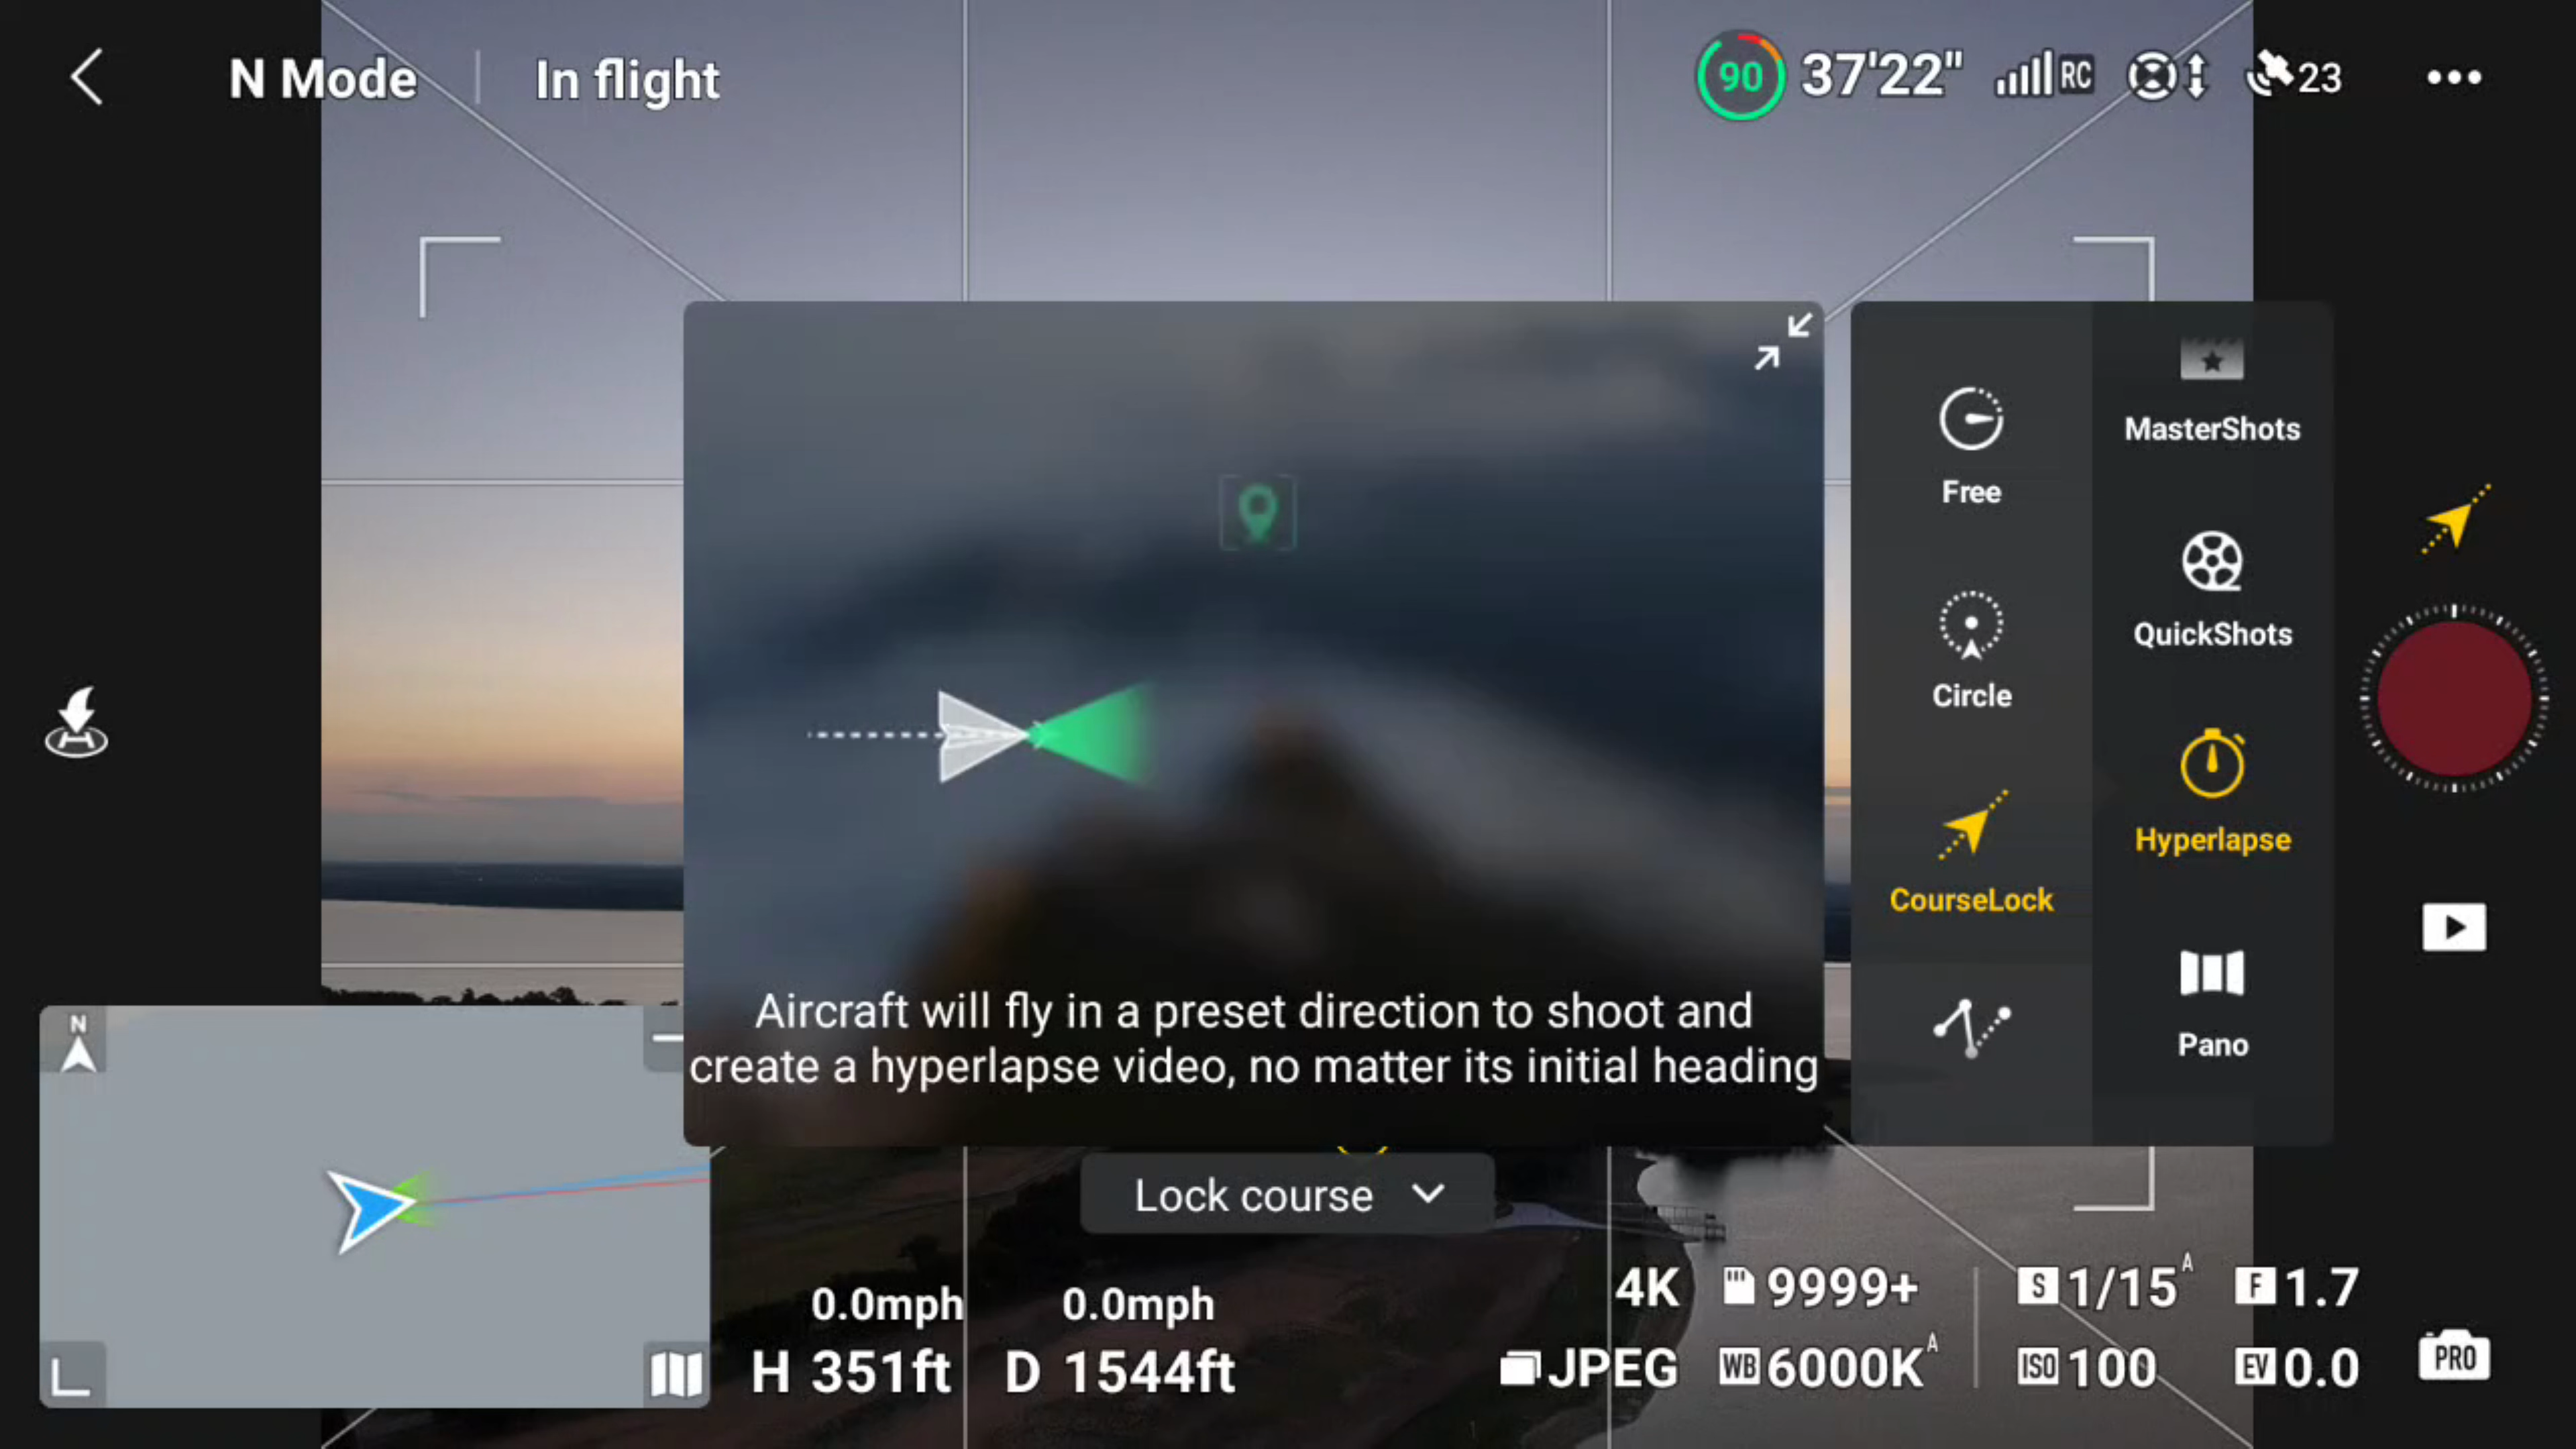 N Mode
In flight
90
37'22"
RC
23
MasterShots
Free
QuickShots
Circle
Hyperlapse
CourseLock
Pano
Aircraft will fly in a preset direction to shoot and
create a hyperlapse video, no matter its initial heading
N
Lock course
0.0mph
0.0mph
H 351ft
D 1544ft
4K
9999+
S 1/15 A
F 1.7
JPEG
WB 6000K A
ISO 100
EV 0.0
PRO